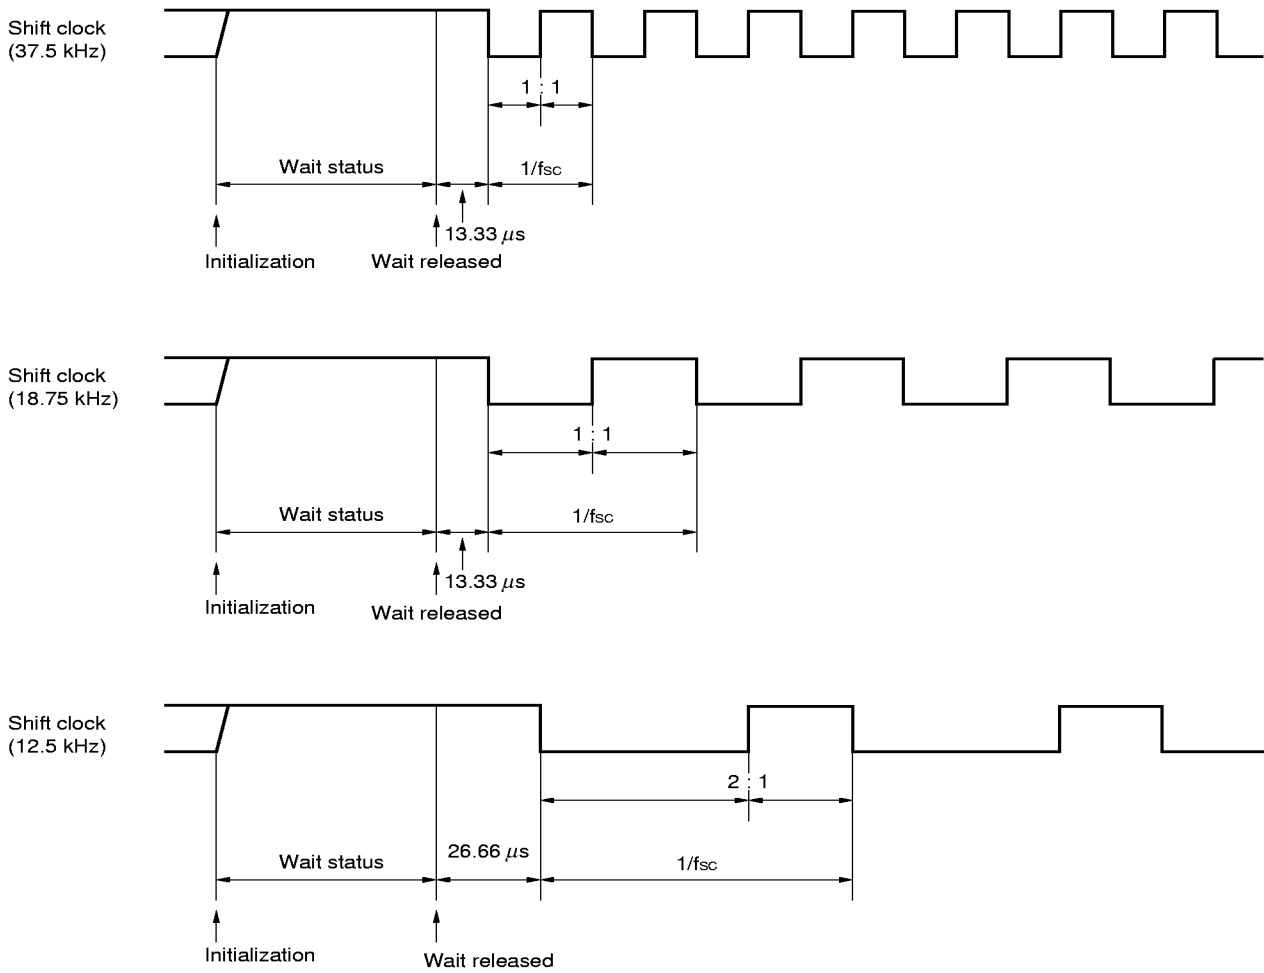 Shift clock
(37.5 kHz)
1 : 1
Wait status
1/fsc
13.33 μs
Initialization
Wait released
Shift clock
(18.75 kHz)
1 : 1
Wait status
1/fsc
13.33 μs
Initialization
Wait released
Shift clock
(12.5 kHz)
2 : 1
26.66 μs
Wait status
1/fsc
Initialization
Wait released